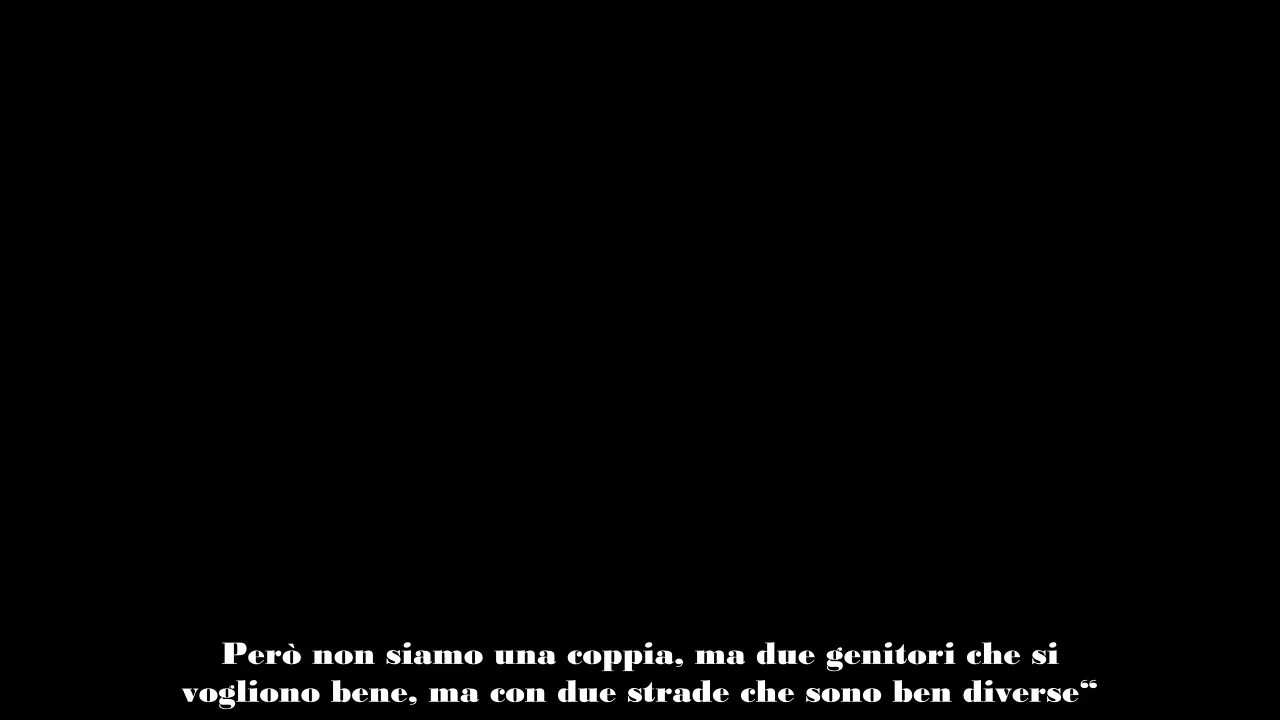 Però non siamo una coppia, ma due genitori che si
vogliono bene, ma con due strade che sono ben diverse“